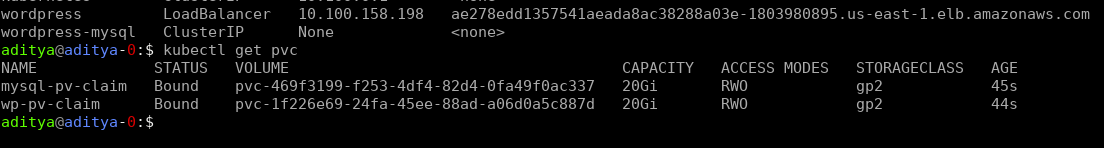 wordpress LoadBalancer 10.100.158.198 ae278edd1357541aeada8ac38288a03e-1803980895.us-east-1.elb.amazonaws.com
wordpress-mysql ClusterIP None <none>
aditya@aditya-0:$ kubectl get pvc
NAME STATUS VOLUME CAPACITY ACCESS MODES STORAGECLASS AGE
mysql-pv-claim Bound pvc-469f3199-f253-4df4-82d4-0fa49f0ac337 20Gi RWO gp2 45s
wp-pv-claim Bound pvc-1f226e69-24fa-45ee-88ad-a06d0a5c887d 20Gi RWO gp2 44s
aditya@aditya-0:$